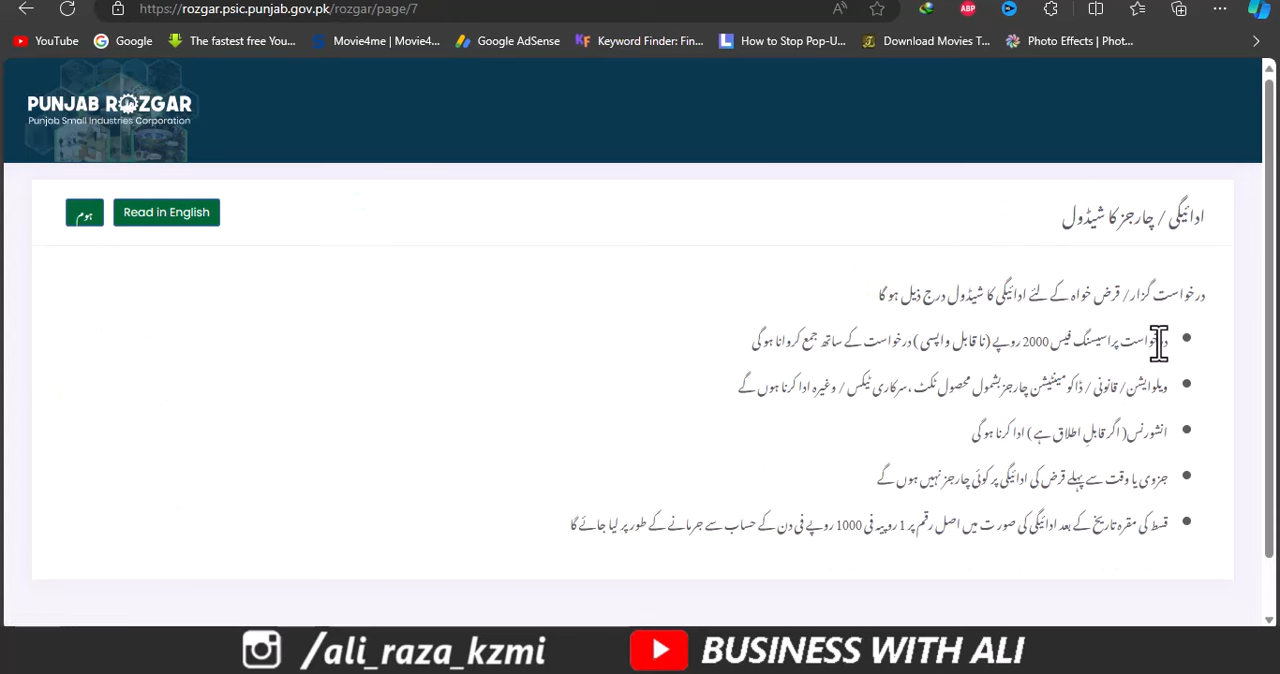 https://rozgar.psic.punjab.gov.pk/rozgar/page/7
YouTube Google The fastest free You... Movie4me | Movie4... Google AdSense Keyword Finder: Fin... How to Stop Pop-U... Download Movies T... Photo Effects | Phot...
PUNJAB ROZGAR
Punjab Small Industries Corporation
ادائیگی / چارجز کا شیڈول
Read in English
ہوم
درخواست گزار/ قرض خواہ کے لئے ادائیگی کا شیڈول درج ذیل ہو گا
درخواست پراسیسنگ فیس 2000 روپے (نا قابل واپسی ) درخواست کے ساتھ جمع کروانا ہوگی
ویلوایشن/ قانونی / ڈاکومینٹیشن چارجز بشمول محصول ٹکٹ ،سرکاری ٹیکس / وغیرہ ادا کرنا ہوں گے
انشورنس( اگر قابلِ اطلاق ہے ) ادا کرنا ہو گی
جزوی یا وقت سے پہلے قرض کی ادائیگی پر کوئی چارجز نہیں ہوں گے
قسط کی مقرہ تاریخ کے بعد ادائیگی کی صورت میں اصل رقم پر 1 روپیہ فی 1000 روپے فی دن کے حساب سے جرمانے کے طور پر لیا جائے گا
/ali_raza_kzmi BUSINESS WITH ALI